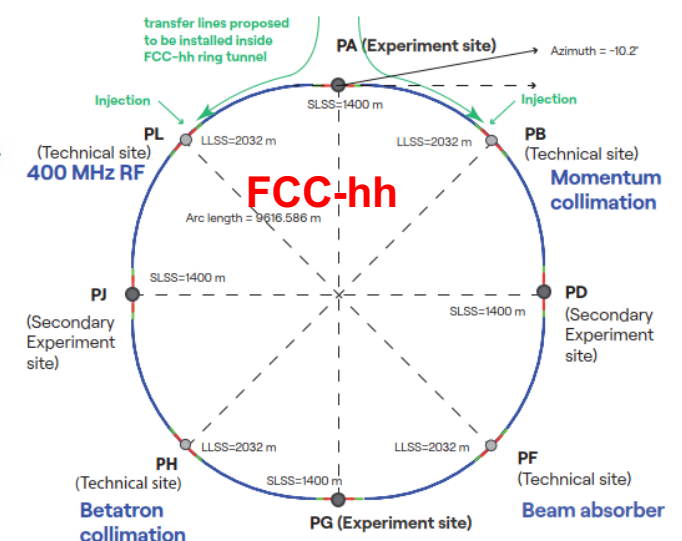 transfer lines proposed
to be installed inside
FCC-hh ring tunnel
PA (Experiment site)
Azimuth = -10.2°
Injection
SLSS=1400 m
Injection
PL
(Technical site)
400 MHz RF
LLSS=2032 m
LLSS=2032 m
PB
(Technical site)
Momentum
collimation
FCC-hh
Arc length = 9616.586 m
PJ
(Secondary
Experiment
site)
SLSS=1400 m
SLSS=1400 m
PD
(Secondary
Experiment
site)
PH
(Technical site)
Betatron
collimation
LLSS=2032 m
LLSS=2032 m
PF
(Technical site)
Beam absorber
SLSS=1400 m
PG (Experiment site)